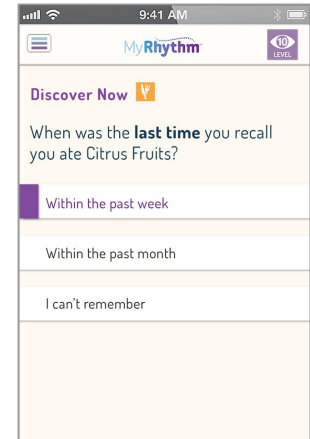 9:41 AM
MyRhythm
10
LEVEL
Discover Now
When was the last time you recall
you ate Citrus Fruits?
Within the past week
Within the past month
I can't remember